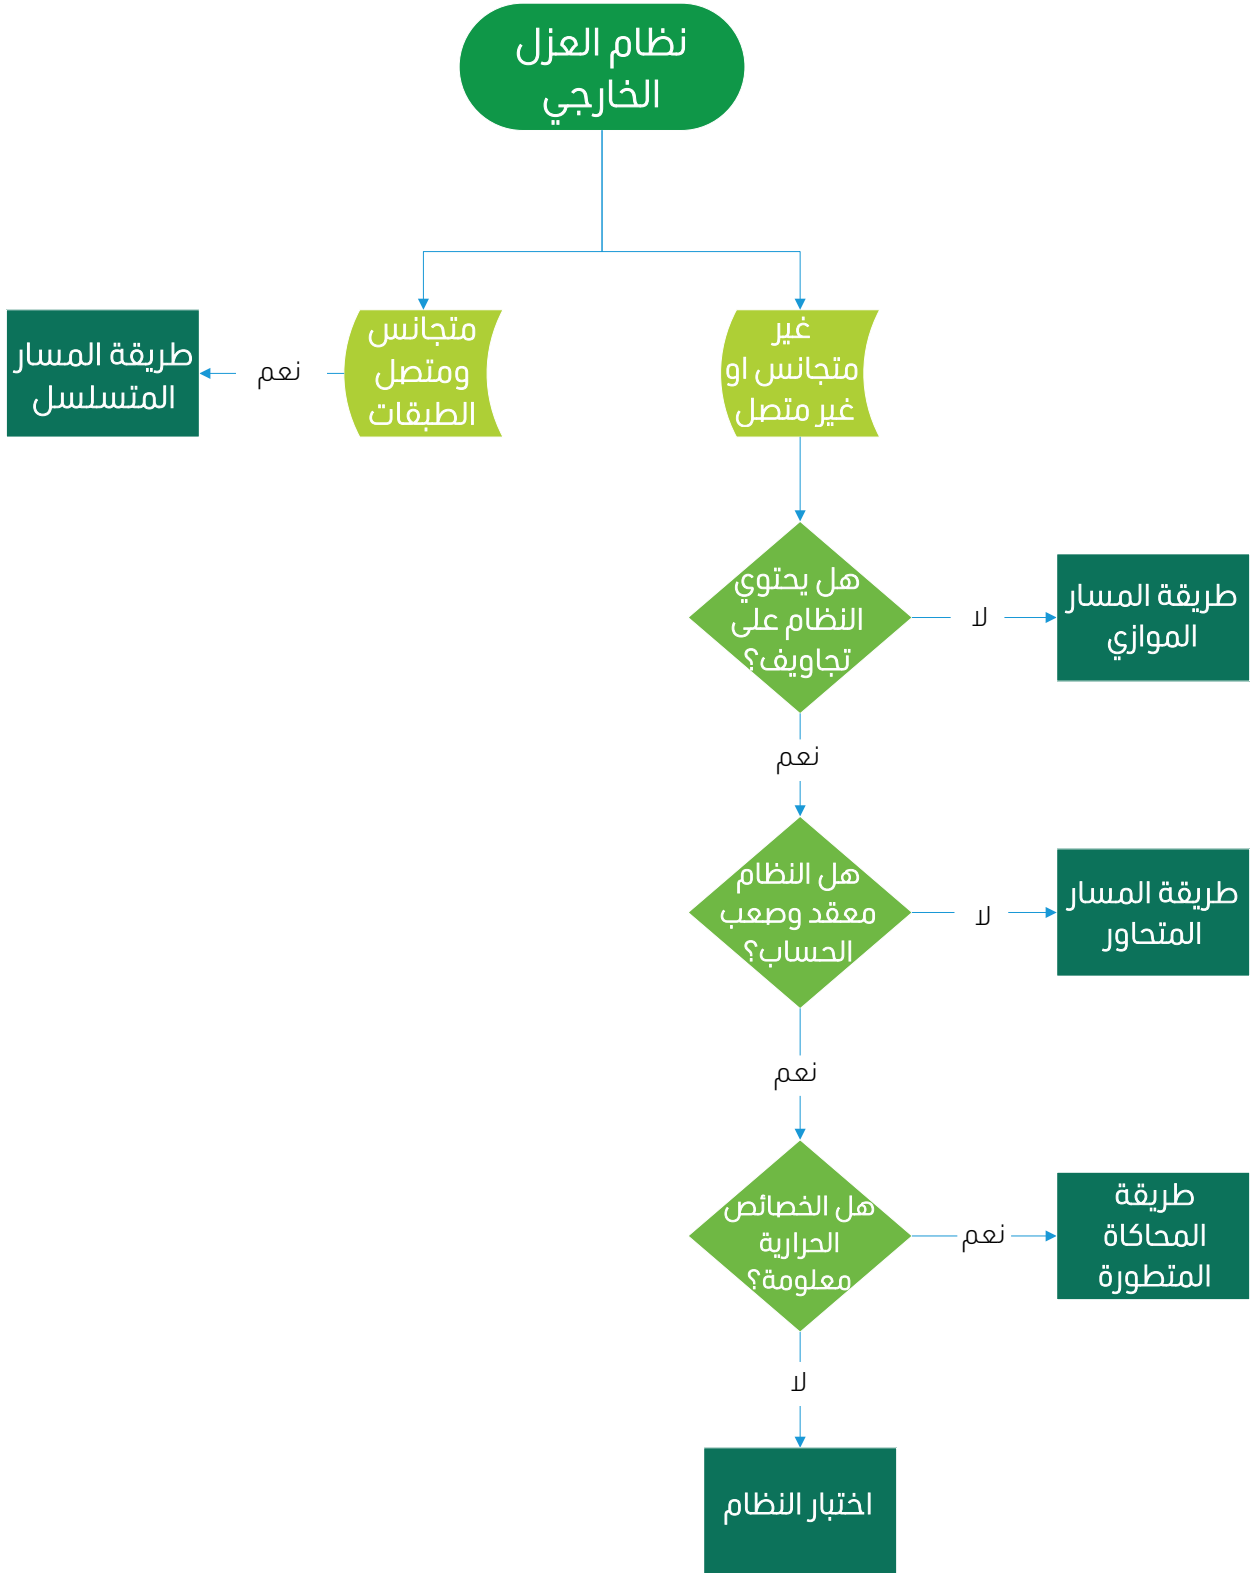 نظام العزل
الخارجي
غير
متجانس او
غير متصل
متجانس
ومتصل
الطبقات
نعم
طريقة المسار
المتسلسل
هل يحتوي
النظام على
تجاويف؟
لا
طريقة المسار
الموازي
نعم
هل النظام
معقد وصعب
الحساب؟
لا
طريقة المسار
المتحاور
نعم
هل الخصائص
الحرارية
معلومة؟
نعم
طريقة
المحاكاة
المتطورة
لا
اختبار النظام